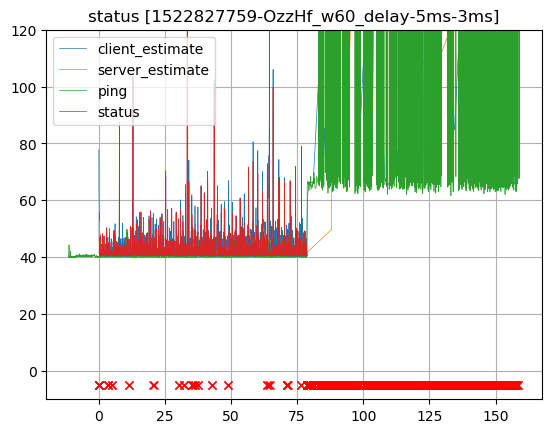 status [1522827759-OzzHf_w60_delay-5ms-3ms]
120
100
80
60
40
20
0
client_estimate
server_estimate
ping
status
0 25 50 75 100 125 150